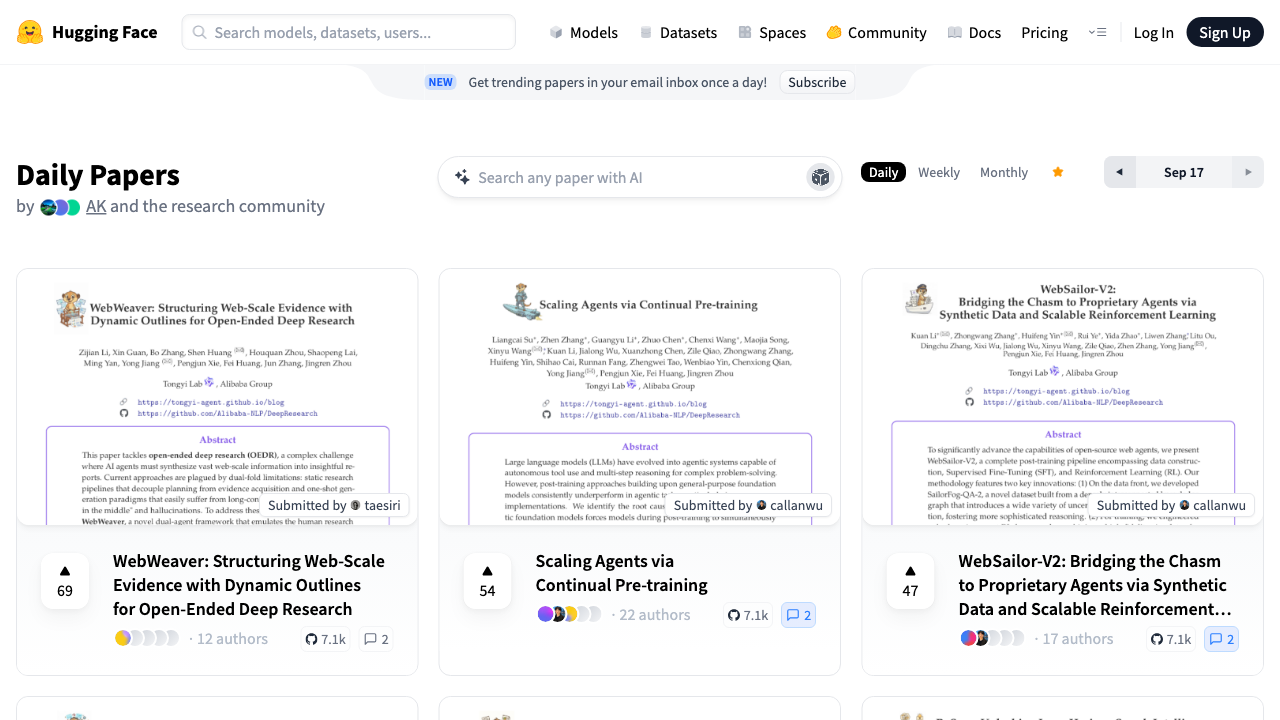 Hugging Face
Search models, datasets, users...
Models
Datasets
Spaces
Community
Docs
Pricing
Log In
Sign Up
NEW Get trending papers in your email inbox once a day! Subscribe
Daily Papers
by AK and the research community
Search any paper with AI
Daily Weekly Monthly
Sep 17
WebWeaver: Structuring Web-Scale Evidence with
Dynamic Outlines for Open-Ended Deep Research
Zijian Li, Xin Guan, Bo Zhang, Shen Huang, Houquan Zhou, Shaopeng Lai,
Ming Yan, Yong Jiang, Pengjun Xie, Fei Huang, Jun Zhang, Jingren Zhou
Tongyi Lab, Alibaba Group
https://tongyi-agent.github.io/blog
https://github.com/Alibaba-NLP/DeepResearch
Abstract
This paper tackles open-ended deep research (OEDR), a complex challenge
where AI agents must synthesize vast web-scale information into insightful re-
ports. Current approaches are plagued by dual-fold limitations: static research
pipelines that decouple planning from evidence acquisition and one-shot gen-
eration paradigms that easily suffer from long-con
in the middle" and hallucinations. To address thes
WebWeaver, a novel dual-agent framework that emulates the human research
Submitted by taesiri
69
WebWeaver: Structuring Web-Scale
Evidence with Dynamic Outlines
for Open-Ended Deep Research
· 12 authors
7.1k
2
Scaling Agents via Continual Pre-training
Liangcai Su*, Zhen Zhang*, Guangyu Li*, Zhuo Chen*, Chenxi Wang*, Maojia Song,
Xinyu Wang, Kuan Li, Jialong Wu, Xuanzhong Chen, Zile Qiao, Zhongwang Zhang,
Huifeng Yin, Shihao Cai, Runnan Fang, Zhengwei Tao, Wenbiao Yin, Chenxiong Qian,
Yong Jiang, Pengjun Xie, Fei Huang, Jingren Zhou
Tongyi Lab, Alibaba Group
https://tongyi-agent.github.io/blog
https://github.com/Alibaba-NLP/DeepResearch
Abstract
Large language models (LLMs) have evolved into agentic systems capable of
autonomous tool use and multi-step reasoning for complex problem-solving.
However, post-training approaches building upon general-purpose foundation
models consistently underperform in agentic
implementations. We identify the root
tic foundation models forces models during post-training to simultaneously
Submitted by callanwu
54
Scaling Agents via
Continual Pre-training
· 22 authors
7.1k
2
WebSailor-V2:
Bridging the Chasm to Proprietary Agents via
Synthetic Data and Scalable Reinforcement Learning
Kuan Li*, Zhongwang Zhang*, Huifeng Yin*, Rui Ye*, Yida Zhao*, Liwen Zhang, Litu Ou,
Dingchu Zhang, Xixi Wu, Jialong Wu, Xinyu Wang, Zile Qiao, Zhen Zhang, Yong Jiang,
Pengjun Xie, Fei Huang, Jingren Zhou
Tongyi Lab, Alibaba Group
https://tongyi-agent.github.io/blog
https://github.com/Alibaba-NLP/DeepResearch
Abstract
To significantly advance the capabilities of open-source web agents, we present
WebSailor-V2, a complete post-training pipeline encompassing data construc-
tion, Supervised Fine-Tuning (SFT), and Reinforcement Learning (RL). Our
methodology features two key innovations: (1) On the data front, we developed
SailorFog-QA-2, a novel dataset built from a
graph that introduces a wide variety of
tion, fostering more sophisticated reasoning.
Submitted by callanwu
47
WebSailor-V2: Bridging the Chasm
to Proprietary Agents via Synthetic
Data and Scalable Reinforcement…
· 17 authors
7.1k
2